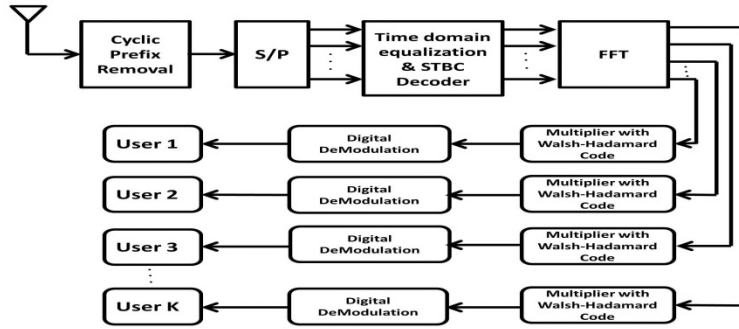 Cyclic
Prefix
Removal
S/P
Time domain
equalization
& STBC
Decoder
FFT
User 1
Digital
DeModulation
Multiplier with
Walsh-Hadamard
Code
User 2
Digital
DeModulation
Multiplier with
Walsh-Hadamard
Code
User 3
Digital
DeModulation
Multiplier with
Walsh-Hadamard
Code
User K
Digital
DeModulation
Multiplier with
Walsh-Hadamard
Code